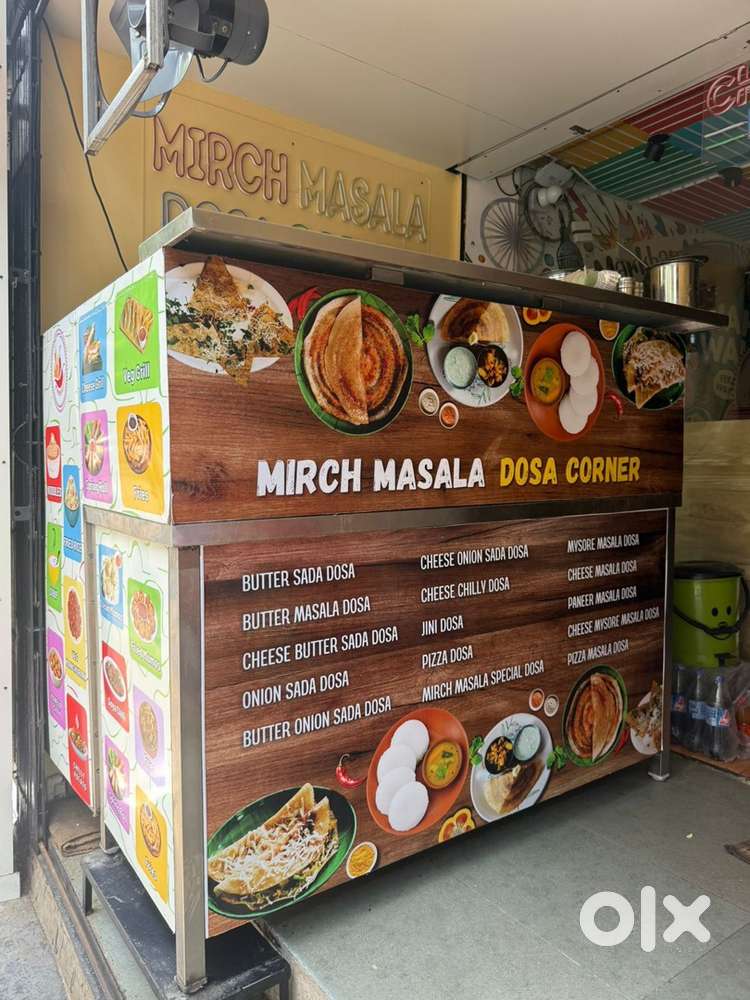 MIRCH MASALA
Cheese Grill
Veg Grill
Fries
MIRCH MASALA DOSA CORNER
BUTTER SADA DOSA
BUTTER MASALA DOSA
CHEESE BUTTER SADA DOSA
ONION SADA DOSA
BUTTER ONION SADA DOSA
CHEESE ONION SADA DOSA
CHEESE CHILLY DOSA
JINI DOSA
PIZZA DOSA
MIRCH MASALA SPECIAL DOSA
MYSORE MASALA DOSA
CHEESE MASALA DOSA
PANEER MASALA DOSA
CHEESE MYSORE MASALA DOSA
PIZZA MASALA DOSA
olx